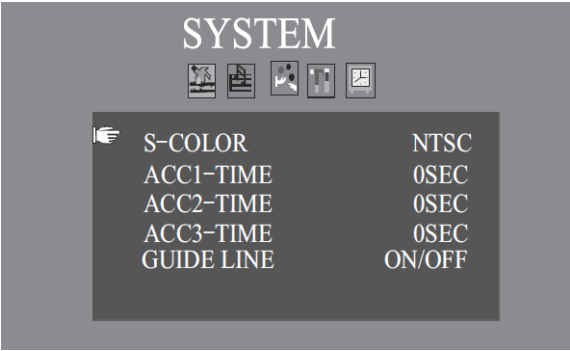 SYSTEM
S-COLOR NTSC
ACC1-TIME 0SEC
ACC2-TIME 0SEC
ACC3-TIME 0SEC
GUIDE LINE ON/OFF